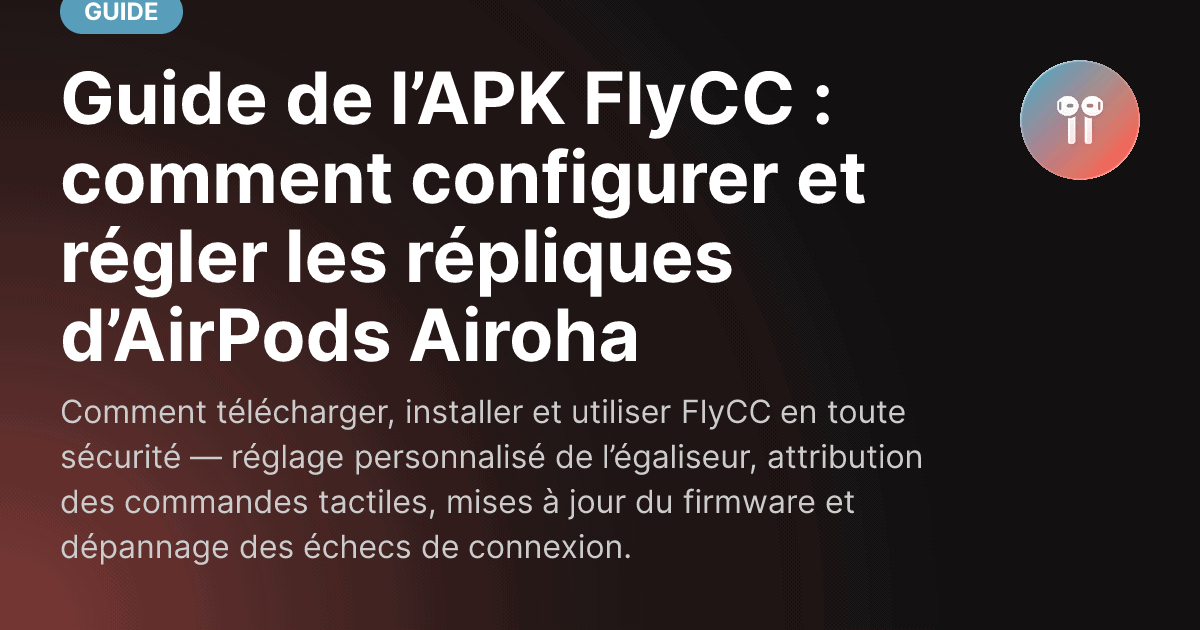 GUIDE
Guide de l’APK FlyCC :
comment configurer et
régler les répliques
d’AirPods Airoha
Comment télécharger, installer et utiliser FlyCC en toute
sécurité — réglage personnalisé de l’égaliseur, attribution
des commandes tactiles, mises à jour du firmware et
dépannage des échecs de connexion.